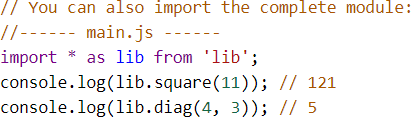 // You can also import the complete module:
//------ main.js ------
import * as lib from 'lib';
console.log(lib.square(11)); // 121
console.log(lib.diag(4, 3)); // 5